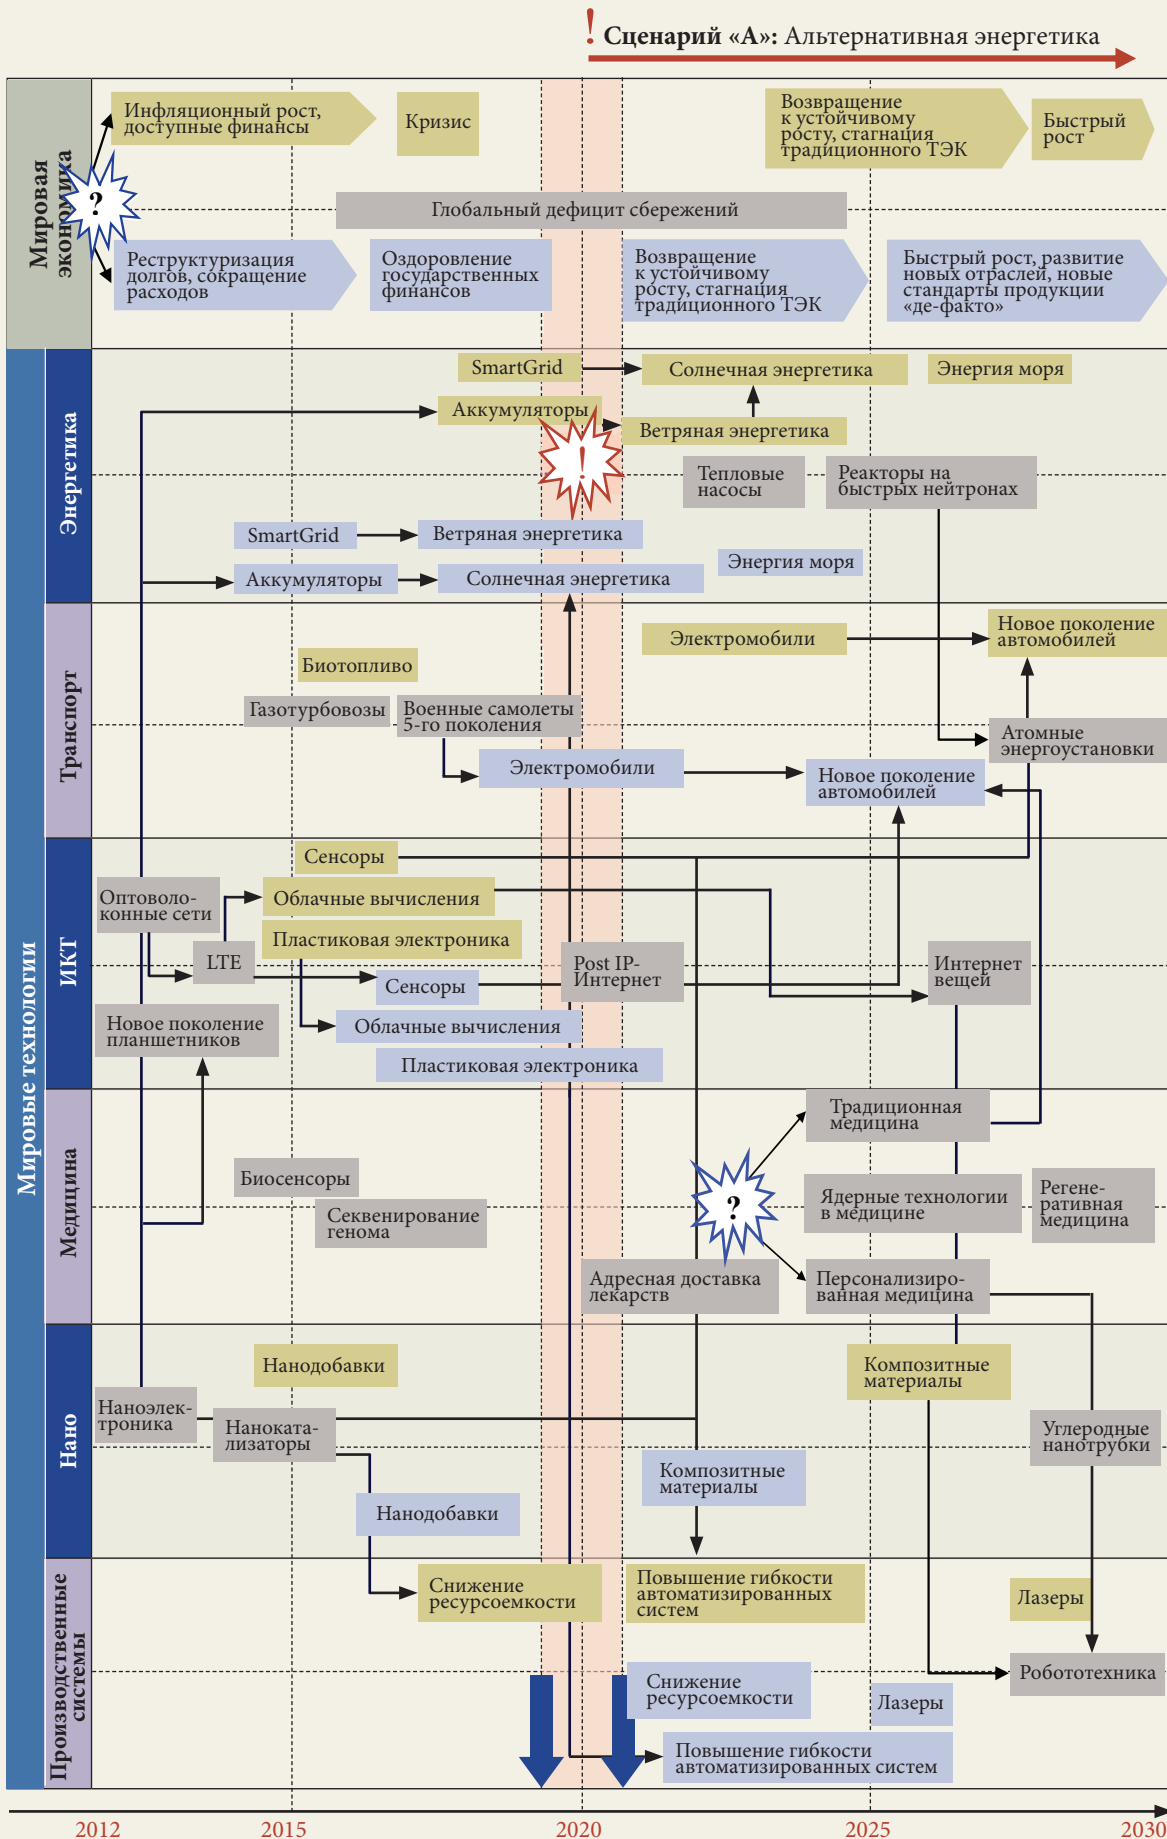 ! Сценарий «А»: Альтернативная энергетика
Мировая
экономика
Инфляционный рост,
доступные финансы
Кризис
Возвращение
к устойчивому
росту, стагнация
традиционного ТЭК
Быстрый
рост
?
Глобальный дефицит сбережений
Реструктуризация
долгов, сокращение
расходов
Оздоровление
государственных
финансов
Возвращение
к устойчивому
росту, стагнация
традиционного ТЭК
Быстрый рост, развитие
новых отраслей, новые
стандарты продукции
«де-факто»
Мировые технологии
Энергетика
SmartGrid
Солнечная энергетика
Энергия моря
Аккумуляторы
Ветряная энергетика
!
Тепловые
насосы
Реакторы на
быстрых нейтронах
SmartGrid
Ветряная энергетика
Энергия моря
Аккумуляторы
Солнечная энергетика
Транспорт
Электромобили
Новое поколение
автомобилей
Биотопливо
Газотурбовозы
Военные самолеты
5-го поколения
Атомные
энергоустановки
Электромобили
Новое поколение
автомобилей
ИКТ
Сенсоры
Оптоволо-
конные сети
Облачные вычисления
Пластиковая электроника
LTE
Сенсоры
Post IP-
Интернет
Интернет
вещей
Новое поколение
планшетников
Облачные вычисления
Пластиковая электроника
Медицина
Традиционная
медицина
Биосенсоры
Секвенирование
генома
?
Ядерные технологии
в медицине
Регене-
ративная
медицина
Адресная доставка
лекарств
Персонализиро-
ванная медицина
Нано
Нанодобавки
Композитные
материалы
Наноэлек-
троника
Наноката-
лизаторы
Углеродные
нанотрубки
Композитные
материалы
Нанодобавки
Производственные
системы
Снижение
ресурсоемкости
Повышение гибкости
автоматизированных
систем
Лазеры
Робототехника
Снижение
ресурсоемкости
Лазеры
Повышение гибкости
автоматизированных систем
2012
2015
2020
2025
2030